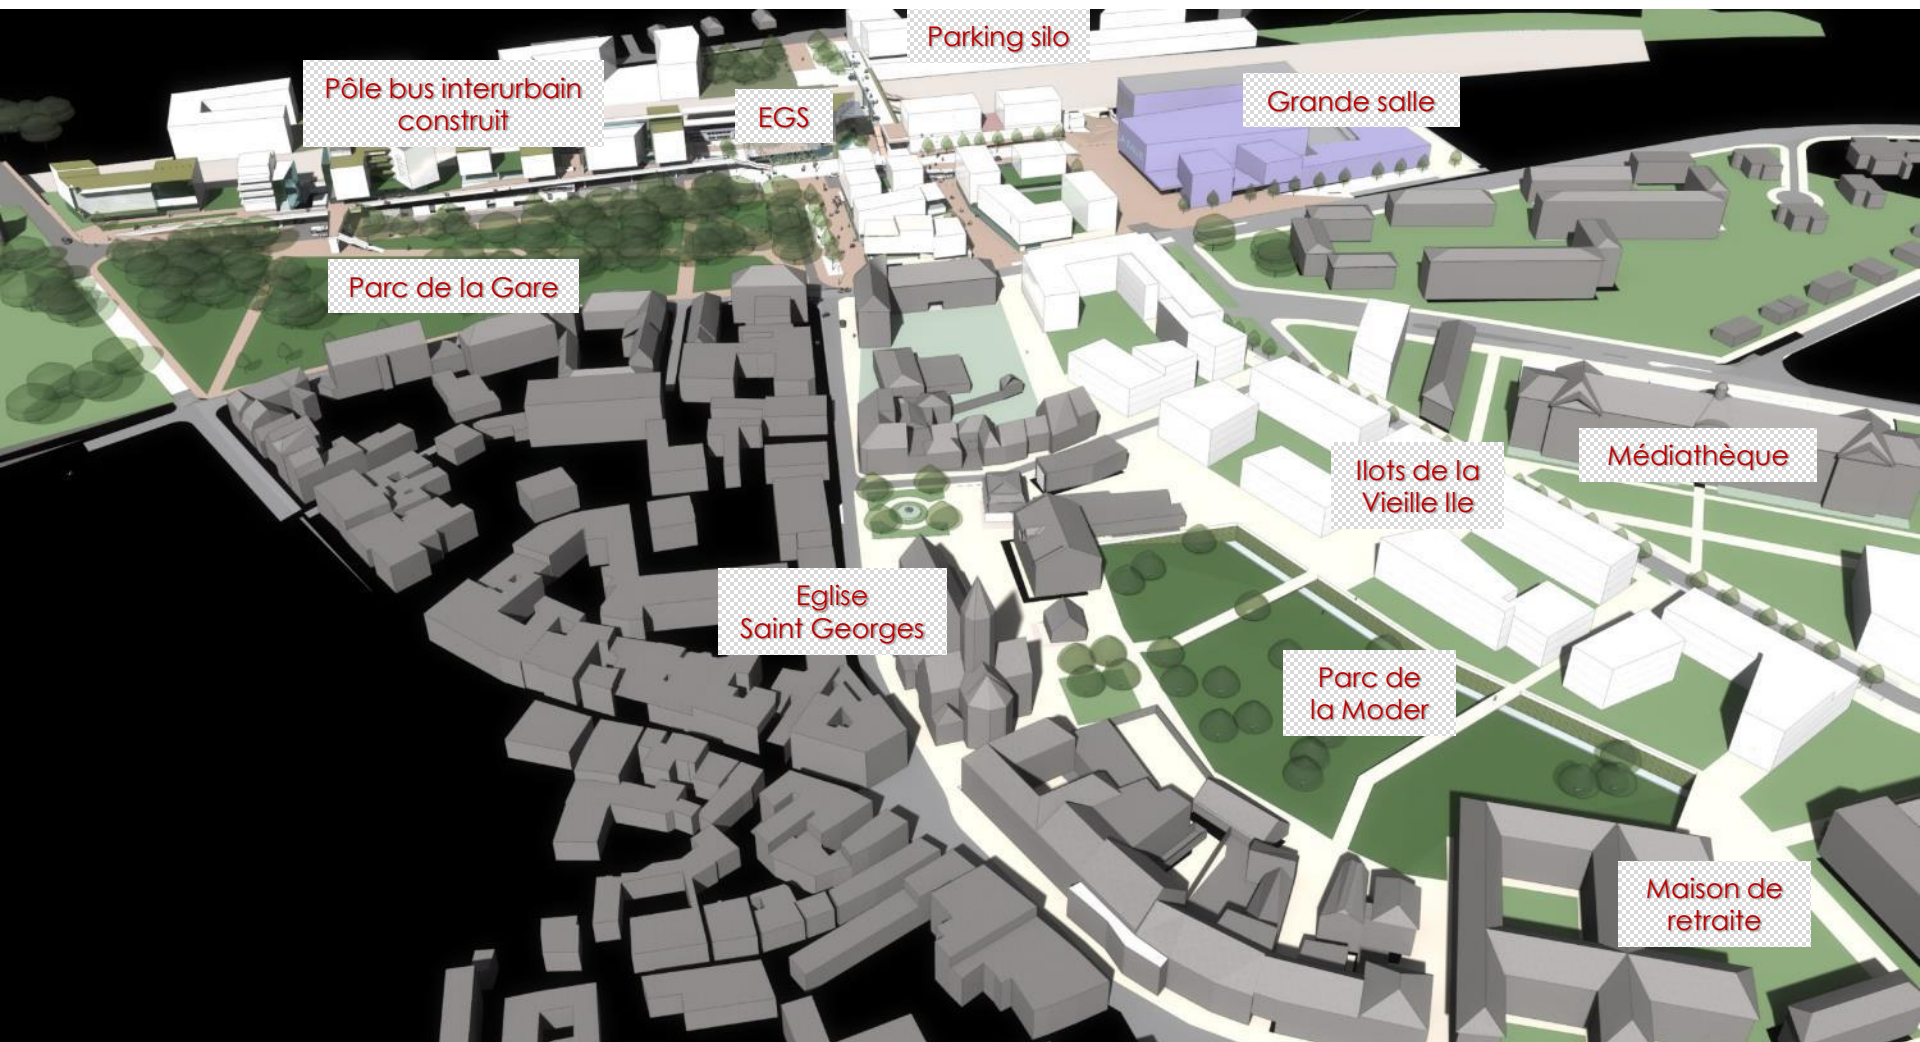 Parking silo
Pôle bus interurbain
construit
EGS
Grande salle
Parc de la Gare
Ilots de la
Vieille Ile
Médiathèque
Eglise
Saint Georges
Parc de
la Moder
Maison de
retraite